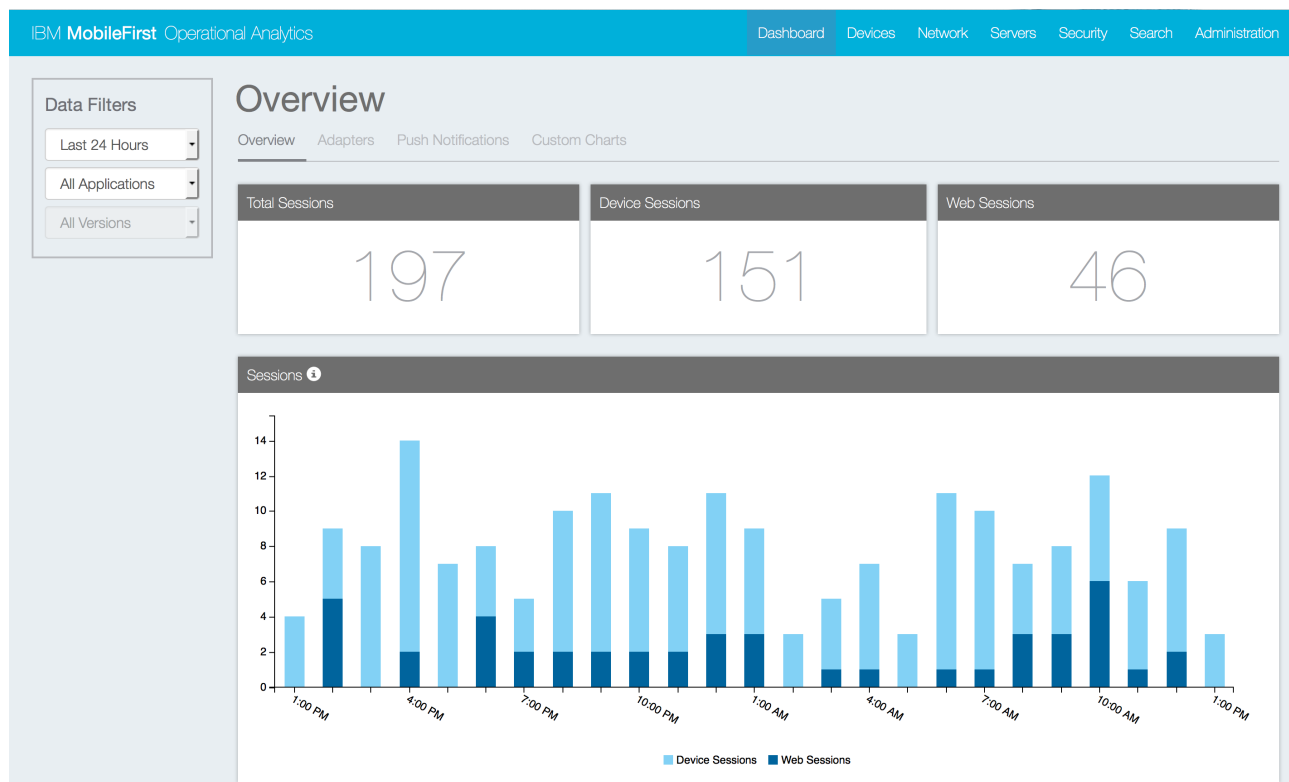 IBM MobileFirst Operational Analytics
Dashboard Devices Network Servers Security Search Administration
Data Filters
Last 24 Hours
All Applications
All Versions
Overview
Overview Adapters Push Notifications Custom Charts
Total Sessions
197
Device Sessions
151
Web Sessions
46
Sessions
14
12
10
8
6
4
2
0
1:00 PM 4:00 PM 7:00 PM 10:00 PM 1:00 AM 4:00 AM 7:00 AM 10:00 AM 1:00 PM
Device Sessions Web Sessions